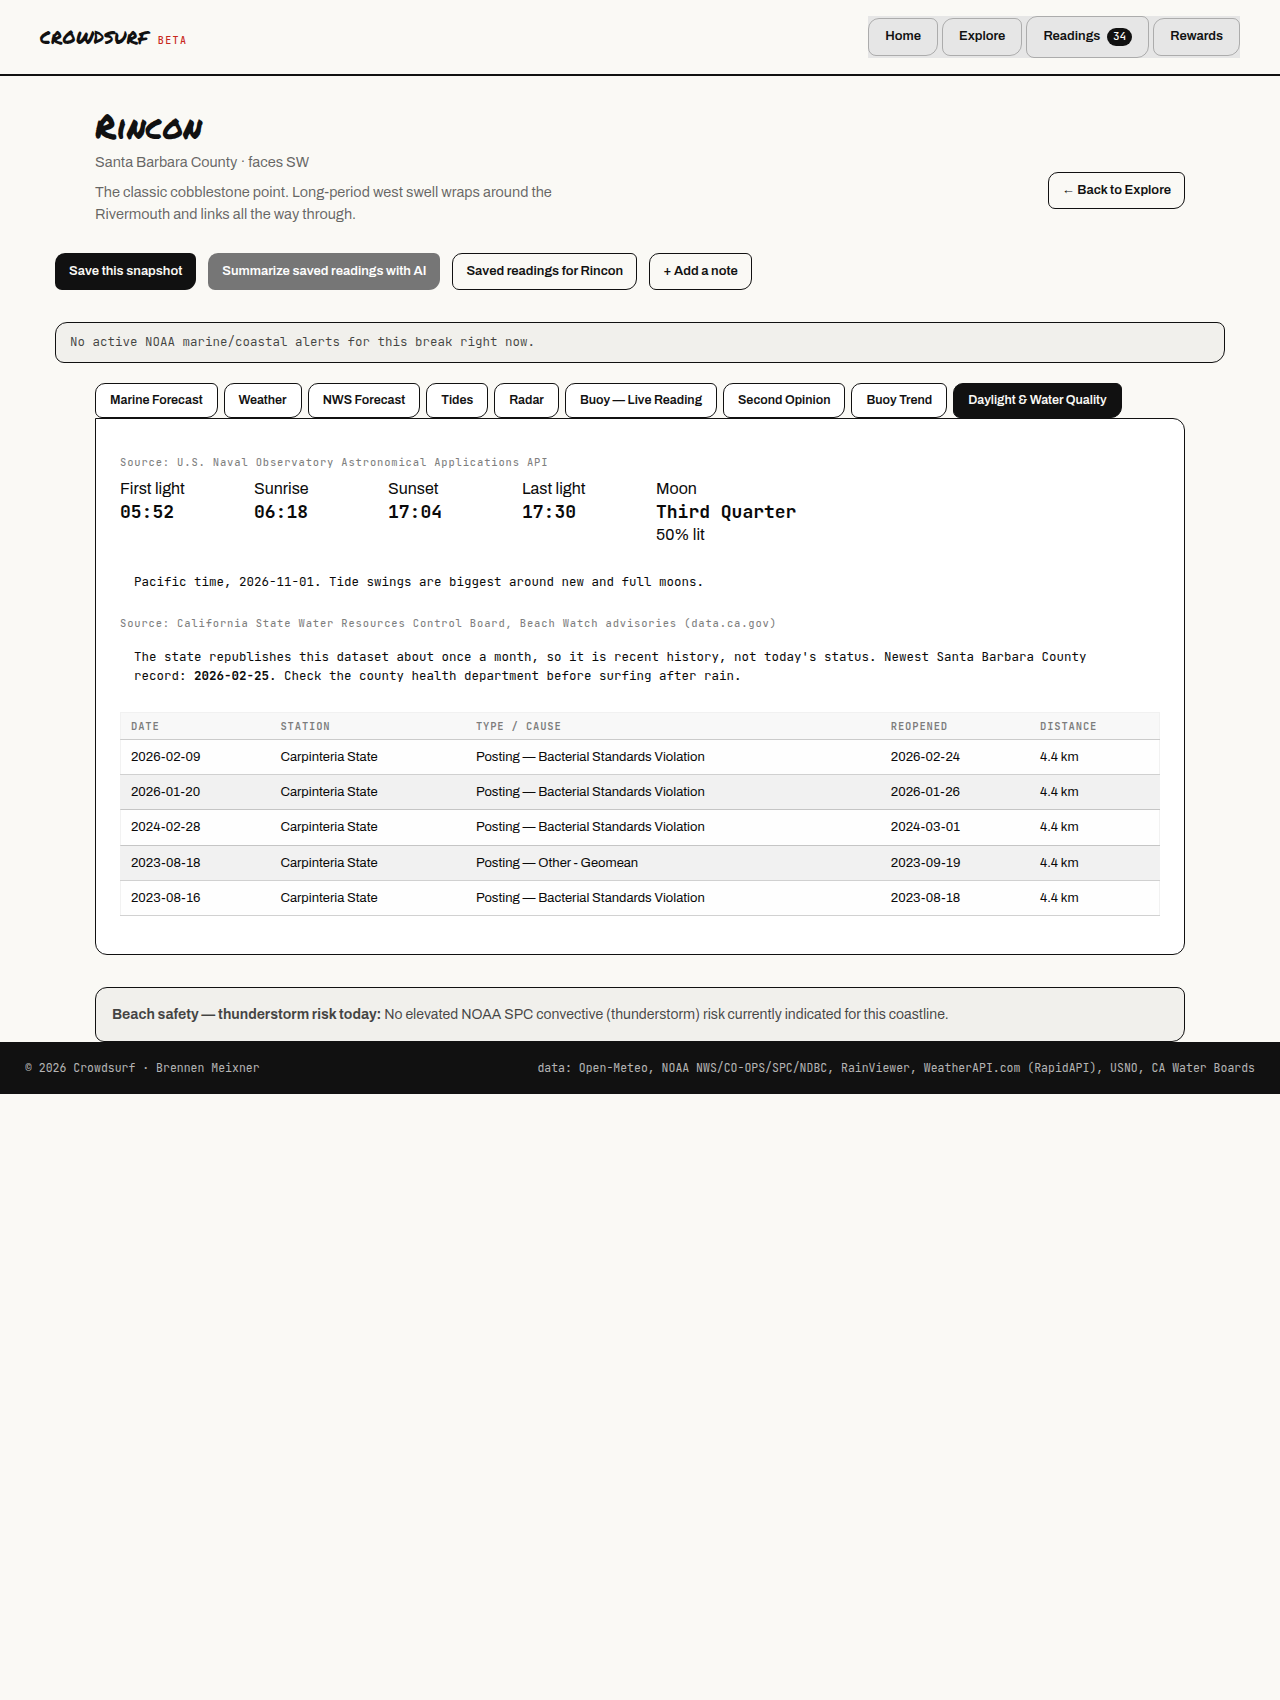 CROWDSURF BETA
Home
Explore
Readings 34
Rewards
Rincon
Santa Barbara County · faces SW
The classic cobblestone point. Long-period west swell wraps around the
Rivermouth and links all the way through.
← Back to Explore
Save this snapshot
Summarize saved readings with AI
Saved readings for Rincon
+ Add a note
No active NOAA marine/coastal alerts for this break right now.
Marine Forecast
Weather
NWS Forecast
Tides
Radar
Buoy — Live Reading
Second Opinion
Buoy Trend
Daylight & Water Quality
Source: U.S. Naval Observatory Astronomical Applications API
First light
05:52
Sunrise
06:18
Sunset
17:04
Last light
17:30
Moon
Third Quarter
50% lit
Pacific time, 2026-11-01. Tide swings are biggest around new and full moons.
Source: California State Water Resources Control Board, Beach Watch advisories (data.ca.gov)
The state republishes this dataset about once a month, so it is recent history, not today's status. Newest Santa Barbara County
record: 2026-02-25. Check the county health department before surfing after rain.
DATE STATION TYPE / CAUSE REOPENED DISTANCE
2026-02-09 Carpinteria State Posting — Bacterial Standards Violation 2026-02-24 4.4 km
2026-01-20 Carpinteria State Posting — Bacterial Standards Violation 2026-01-26 4.4 km
2024-02-28 Carpinteria State Posting — Bacterial Standards Violation 2024-03-01 4.4 km
2023-08-18 Carpinteria State Posting — Other - Geomean 2023-09-19 4.4 km
2023-08-16 Carpinteria State Posting — Bacterial Standards Violation 2023-08-18 4.4 km
Beach safety — thunderstorm risk today: No elevated NOAA SPC convective (thunderstorm) risk currently indicated for this coastline.
© 2026 Crowdsurf · Brennen Meixner
data: Open-Meteo, NOAA NWS/CO-OPS/SPC/NDBC, RainViewer, WeatherAPI.com (RapidAPI), USNO, CA Water Boards